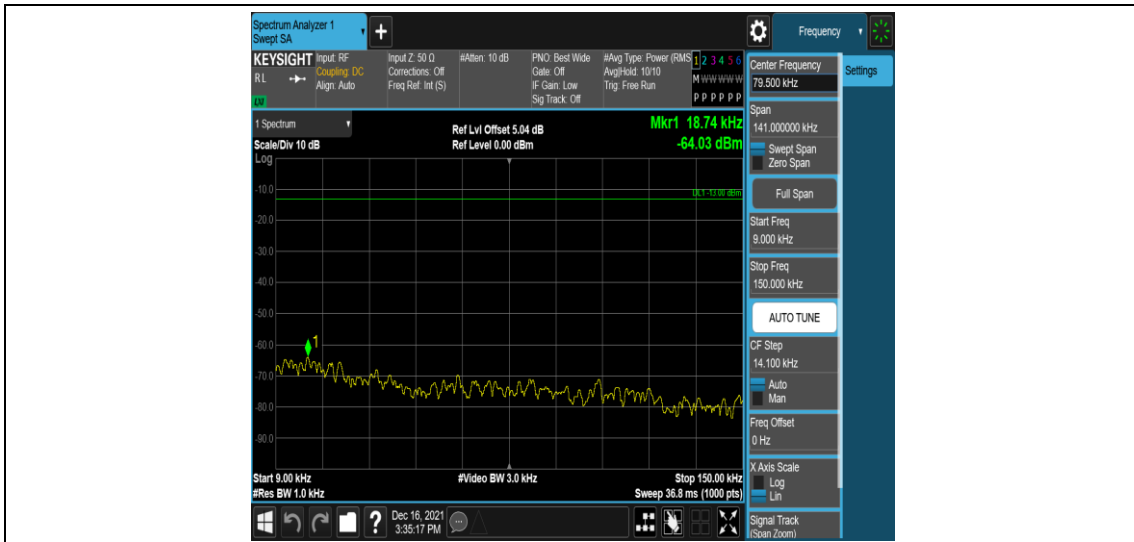 Spectrum Analyzer 1
Swept SA
+
Frequency
KEYSIGHT
RL
LXI
Input: RF
Coupling: DC
Align: Auto
Input Z: 50 Ω
Corrections: Off
Freq Ref: Int (S)
#Atten: 10 dB
PNO: Best Wide
Gate: Off
IF Gain: Low
Sig Track: Off
#Avg Type: Power (RMS
Avg|Hold: 10/10
Trig: Free Run
1 2 3 4 5 6
M W W W W W
P P P P P P
1 Spectrum
Scale/Div 10 dB
Log
Ref Lvl Offset 5.04 dB
Ref Level 0.00 dBm
Mkr1 18.74 kHz
-64.03 dBm
DL1 -13.00 dBm
-10.0
-20.0
-30.0
-40.0
-50.0
-60.0
-70.0
-80.0
-90.0
1
Start 9.00 kHz
#Res BW 1.0 kHz
#Video BW 3.0 kHz
Stop 150.00 kHz
Sweep 36.8 ms (1000 pts)
Center Frequency
79.500 kHz
Settings
Span
141.000000 kHz
Swept Span
Zero Span
Full Span
Start Freq
9.000 kHz
Stop Freq
150.000 kHz
AUTO TUNE
CF Step
14.100 kHz
Auto
Man
Freq Offset
0 Hz
X Axis Scale
Log
Lin
Signal Track
(Span Zoom)
?
Dec 16, 2021
3:35:17 PM